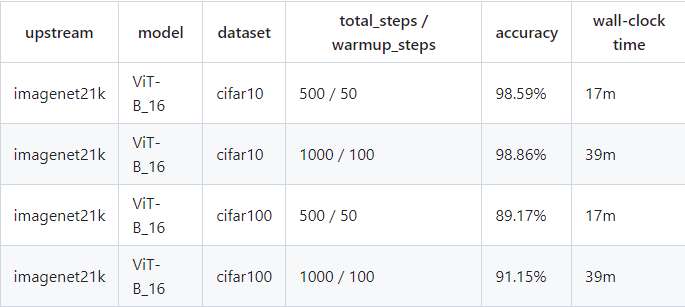 upstream model dataset total_steps / warmup_steps accuracy wall-clock time
imagenet21k ViT-B_16 cifar10 500 / 50 98.59% 17m
imagenet21k ViT-B_16 cifar10 1000 / 100 98.86% 39m
imagenet21k ViT-B_16 cifar100 500 / 50 89.17% 17m
imagenet21k ViT-B_16 cifar100 1000 / 100 91.15% 39m